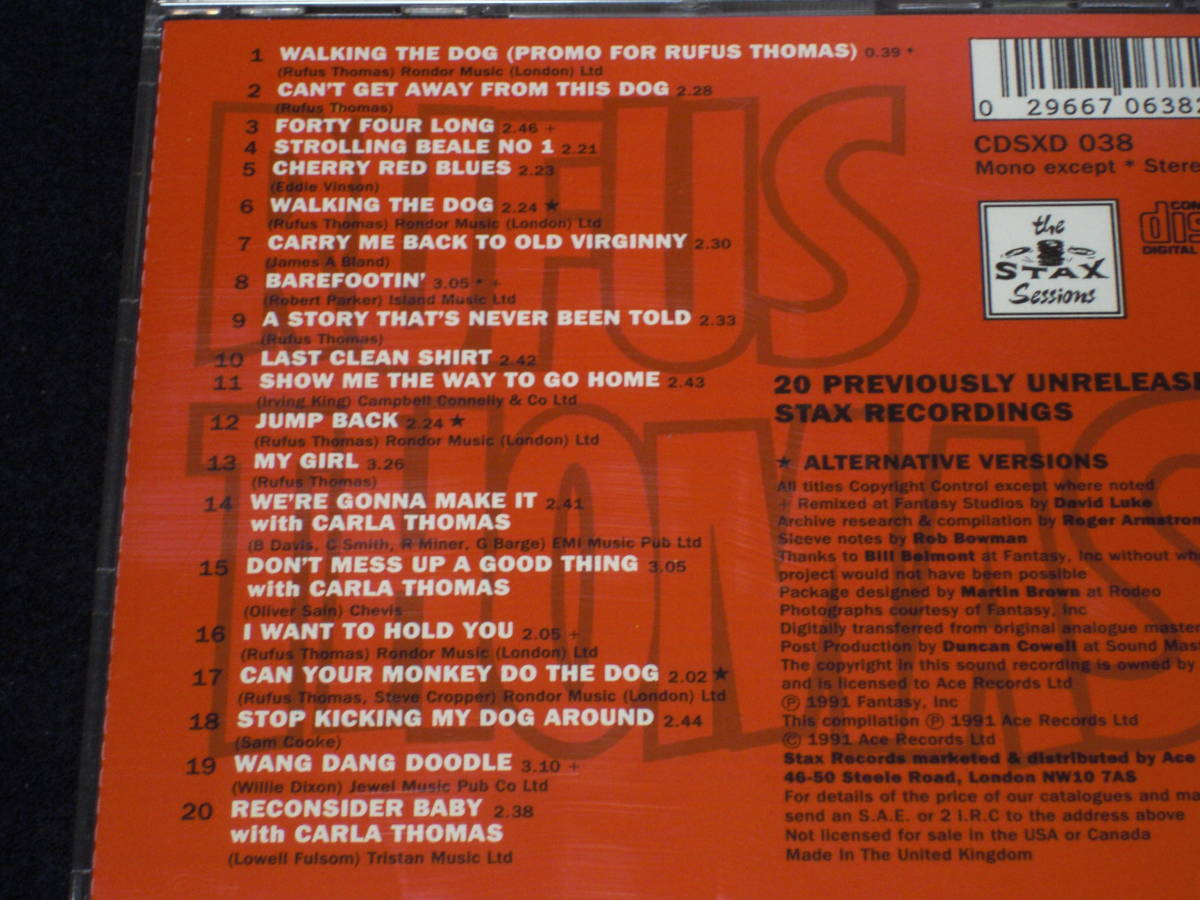 1 WALKING THE DOG (PROMO FOR RUFUS THOMAS) 0.39 *
(Rufus Thomas) Rondor Music (London) Ltd
2 CAN'T GET AWAY FROM THIS DOG 2.28
(Rufus Thomas)
3 FORTY FOUR LONG 2.46 +
4 STROLLING BEALE NO 1 2.21
5 CHERRY RED BLUES 2.23
(Eddie Vinson)
6 WALKING THE DOG 2.24 ★
(Rufus Thomas) Rondor Music (London) Ltd
7 CARRY ME BACK TO OLD VIRGINNY 2.30
(James A Bland)
8 BAREFOOTIN' 3.05 * +
(Robert Parker) Island Music Ltd
9 A STORY THAT'S NEVER BEEN TOLD 2.33
(Rufus Thomas)
10 LAST CLEAN SHIRT 2.42
11 SHOW ME THE WAY TO GO HOME 2.43
(Irving King) Campbell Connelly & Co Ltd
12 JUMP BACK 2.24 ★
(Rufus Thomas) Rondor Music (London) Ltd
13 MY GIRL 3.26
(Rufus Thomas)
14 WE'RE GONNA MAKE IT 2.41
with CARLA THOMAS
(B Davis, C Smith, R Miner, G Barge) EMI Music Pub Ltd
15 DON'T MESS UP A GOOD THING 3.05
with CARLA THOMAS
(Oliver Sain) Chevis
16 I WANT TO HOLD YOU 2.05 +
(Rufus Thomas) Rondor Music (London) Ltd
17 CAN YOUR MONKEY DO THE DOG 2.02 ★
(Rufus Thomas, Steve Cropper) Rondor Music (London) Ltd
18 STOP KICKING MY DOG AROUND 2.44
(Sam Cooke)
19 WANG DANG DOODLE 3.10 +
(Willie Dixon) Jewel Music Pub Co Ltd
20 RECONSIDER BABY 2.38
with CARLA THOMAS
(Lowell Fulsom) Tristan Music Ltd
RUFUS
THOMAS
0 29667 0638
CDSXD 038
Mono except * Stere
the
STAX
Sessions
DIGITAL
20 PREVIOUSLY UNRELEASE
STAX RECORDINGS
★ ALTERNATIVE VERSIONS
All titles Copyright Control except where noted
+ Remixed at Fantasy Studios by David Luke
Archive research & compilation by Roger Armstron
Sleeve notes by Rob Bowman
Thanks to Bill Belmont at Fantasy, Inc without
project would not have been possible
Package designed by Martin Brown at Rodeo
Photographs courtesy of Fantasy, Inc
Digitally transferred from original analogue master
Post Production by Duncan Cowell at Sound Mas
The copyright in this sound recording is owned by
and is licensed to Ace Records Ltd
℗ 1991 Fantasy, Inc
This compilation ℗ 1991 Ace Records Ltd
© 1991 Ace Records Ltd
Stax Records marketed & distributed by Ace
46-50 Steele Road, London NW10 7AS
For details of the price of our catalogues and ma
send an S.A.E. or 2 I.R.C to the address above
Not licensed for sale in the USA or Canada
Made In The United Kingdom